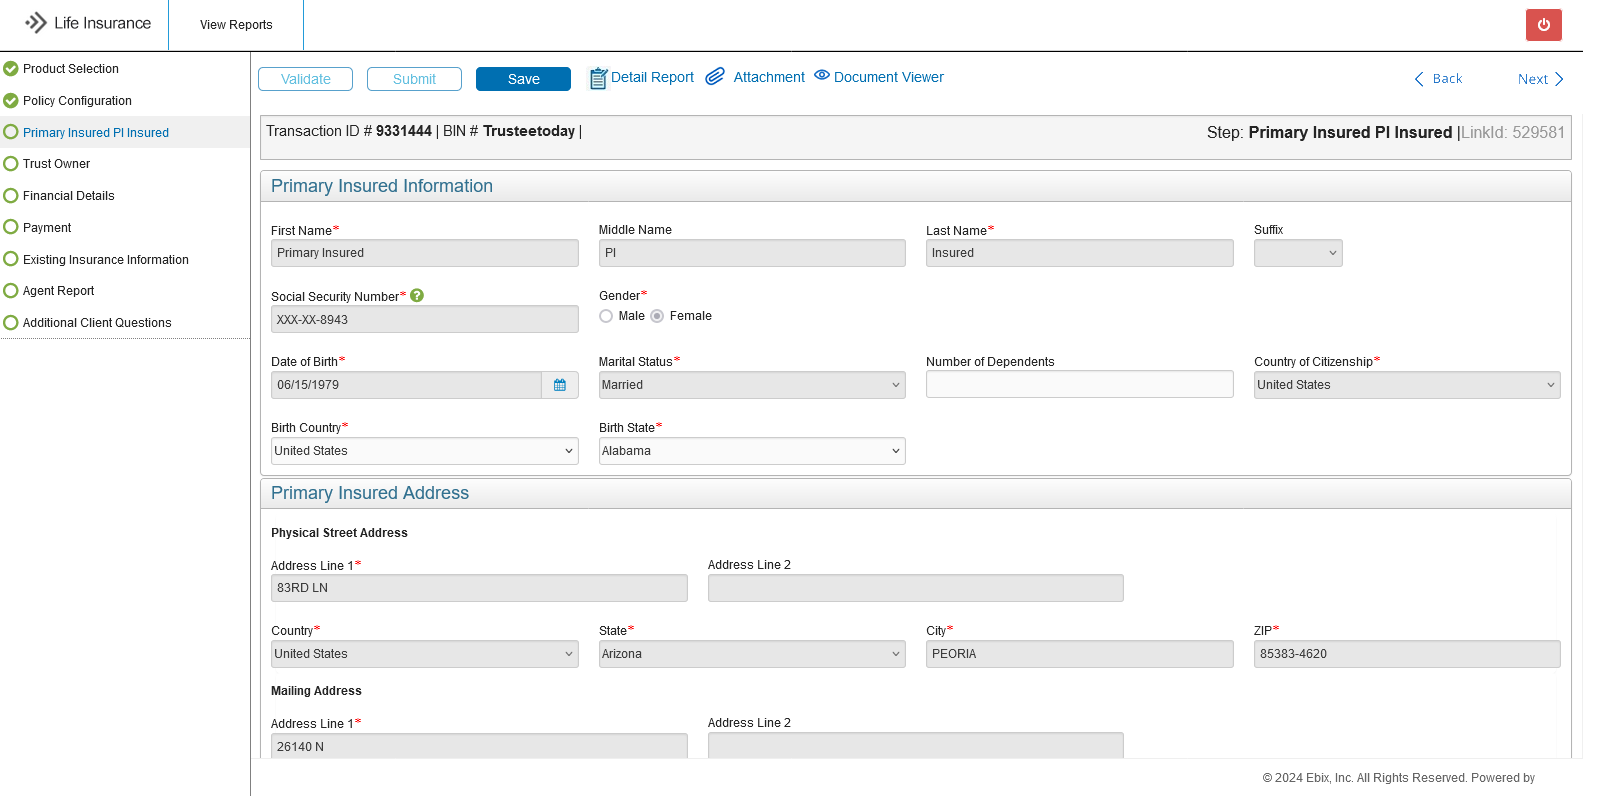 Life Insurance
View Reports
Product Selection
Policy Configuration
Primary Insured PI Insured
Trust Owner
Financial Details
Payment
Existing Insurance Information
Agent Report
Additional Client Questions
Validate Submit Save Detail Report Attachment Document Viewer Back Next
Transaction ID # 9331444 | BIN # Trusteetoday |
Step: Primary Insured PI Insured |LinkId: 529581
Primary Insured Information
First Name* Middle Name Last Name* Suffix
Primary Insured PI Insured
Social Security Number* ? Gender*
XXX-XX-8943 Male Female
Date of Birth* Marital Status* Number of Dependents Country of Citizenship*
06/15/1979 Married United States
Birth Country* Birth State*
United States Alabama
Primary Insured Address
Physical Street Address
Address Line 1* Address Line 2
83RD LN
Country* State* City* ZIP*
United States Arizona PEORIA 85383-4620
Mailing Address
Address Line 1* Address Line 2
26140 N
© 2024 Ebix, Inc. All Rights Reserved. Powered by